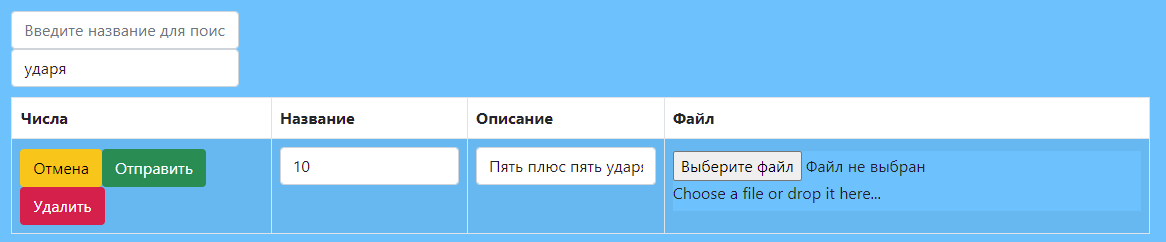 Введите название для поис
ударя
Числа Название Описание Файл
Отмена Отправить 10 Пять плюс пять ударя Выберите файл Файл не выбран
Удалить Choose a file or drop it here...